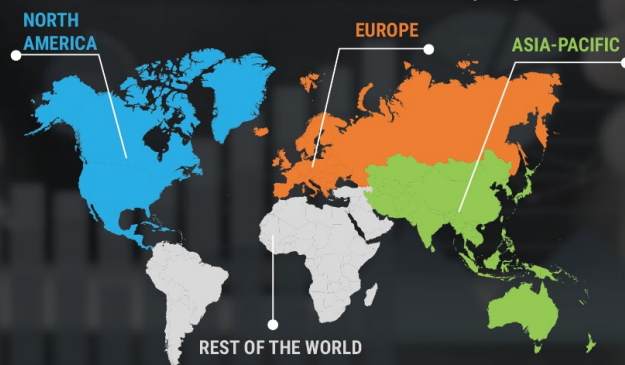 NORTH
AMERICA
EUROPE
ASIA-PACIFIC
REST OF THE WORLD